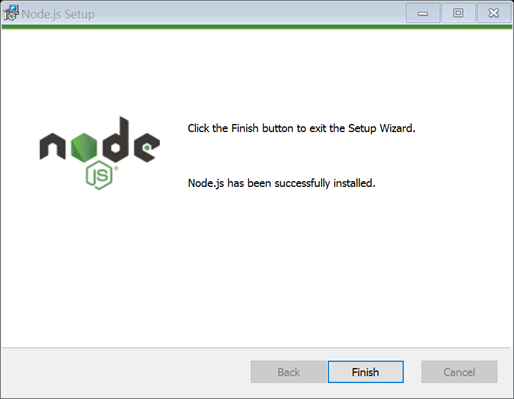 Node.js Setup
node
JS
Click the Finish button to exit the Setup Wizard.
Node.js has been successfully installed.
Back
Finish
Cancel